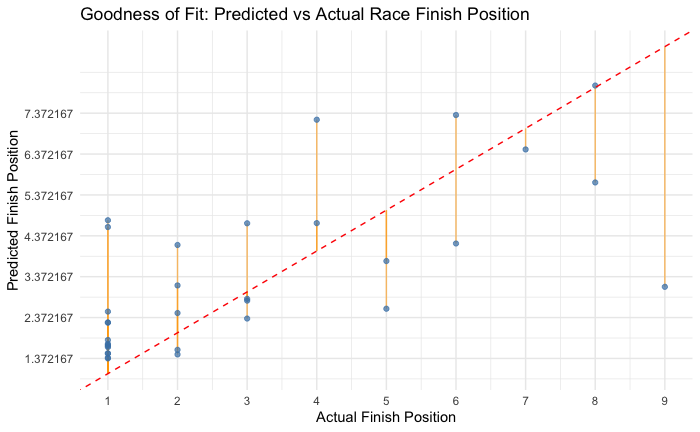 Goodness of Fit: Predicted vs Actual Race Finish Position
Predicted Finish Position
7.372167
6.372167
5.372167
4.372167
3.372167
2.372167
1.372167
1 2 3 4 5 6 7 8 9
Actual Finish Position